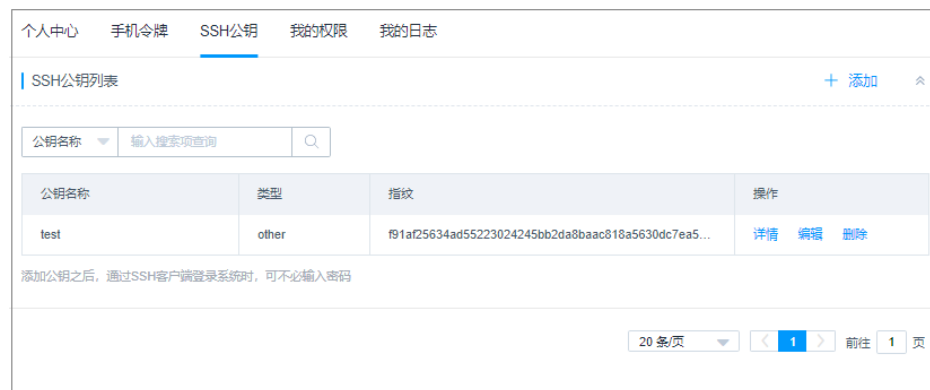 个人中心 手机令牌 SSH公钥 我的权限 我的日志
SSH公钥列表 + 添加
公钥名称 输入搜索项查询
公钥名称 类型 指纹 操作
test other f91af25634ad55223024245bb2da8baac818a5630dc7ea5... 详情 编辑 删除
添加公钥之后，通过SSH客户端登录系统时，可不必输入密码
20 条/页 1 前往 1 页